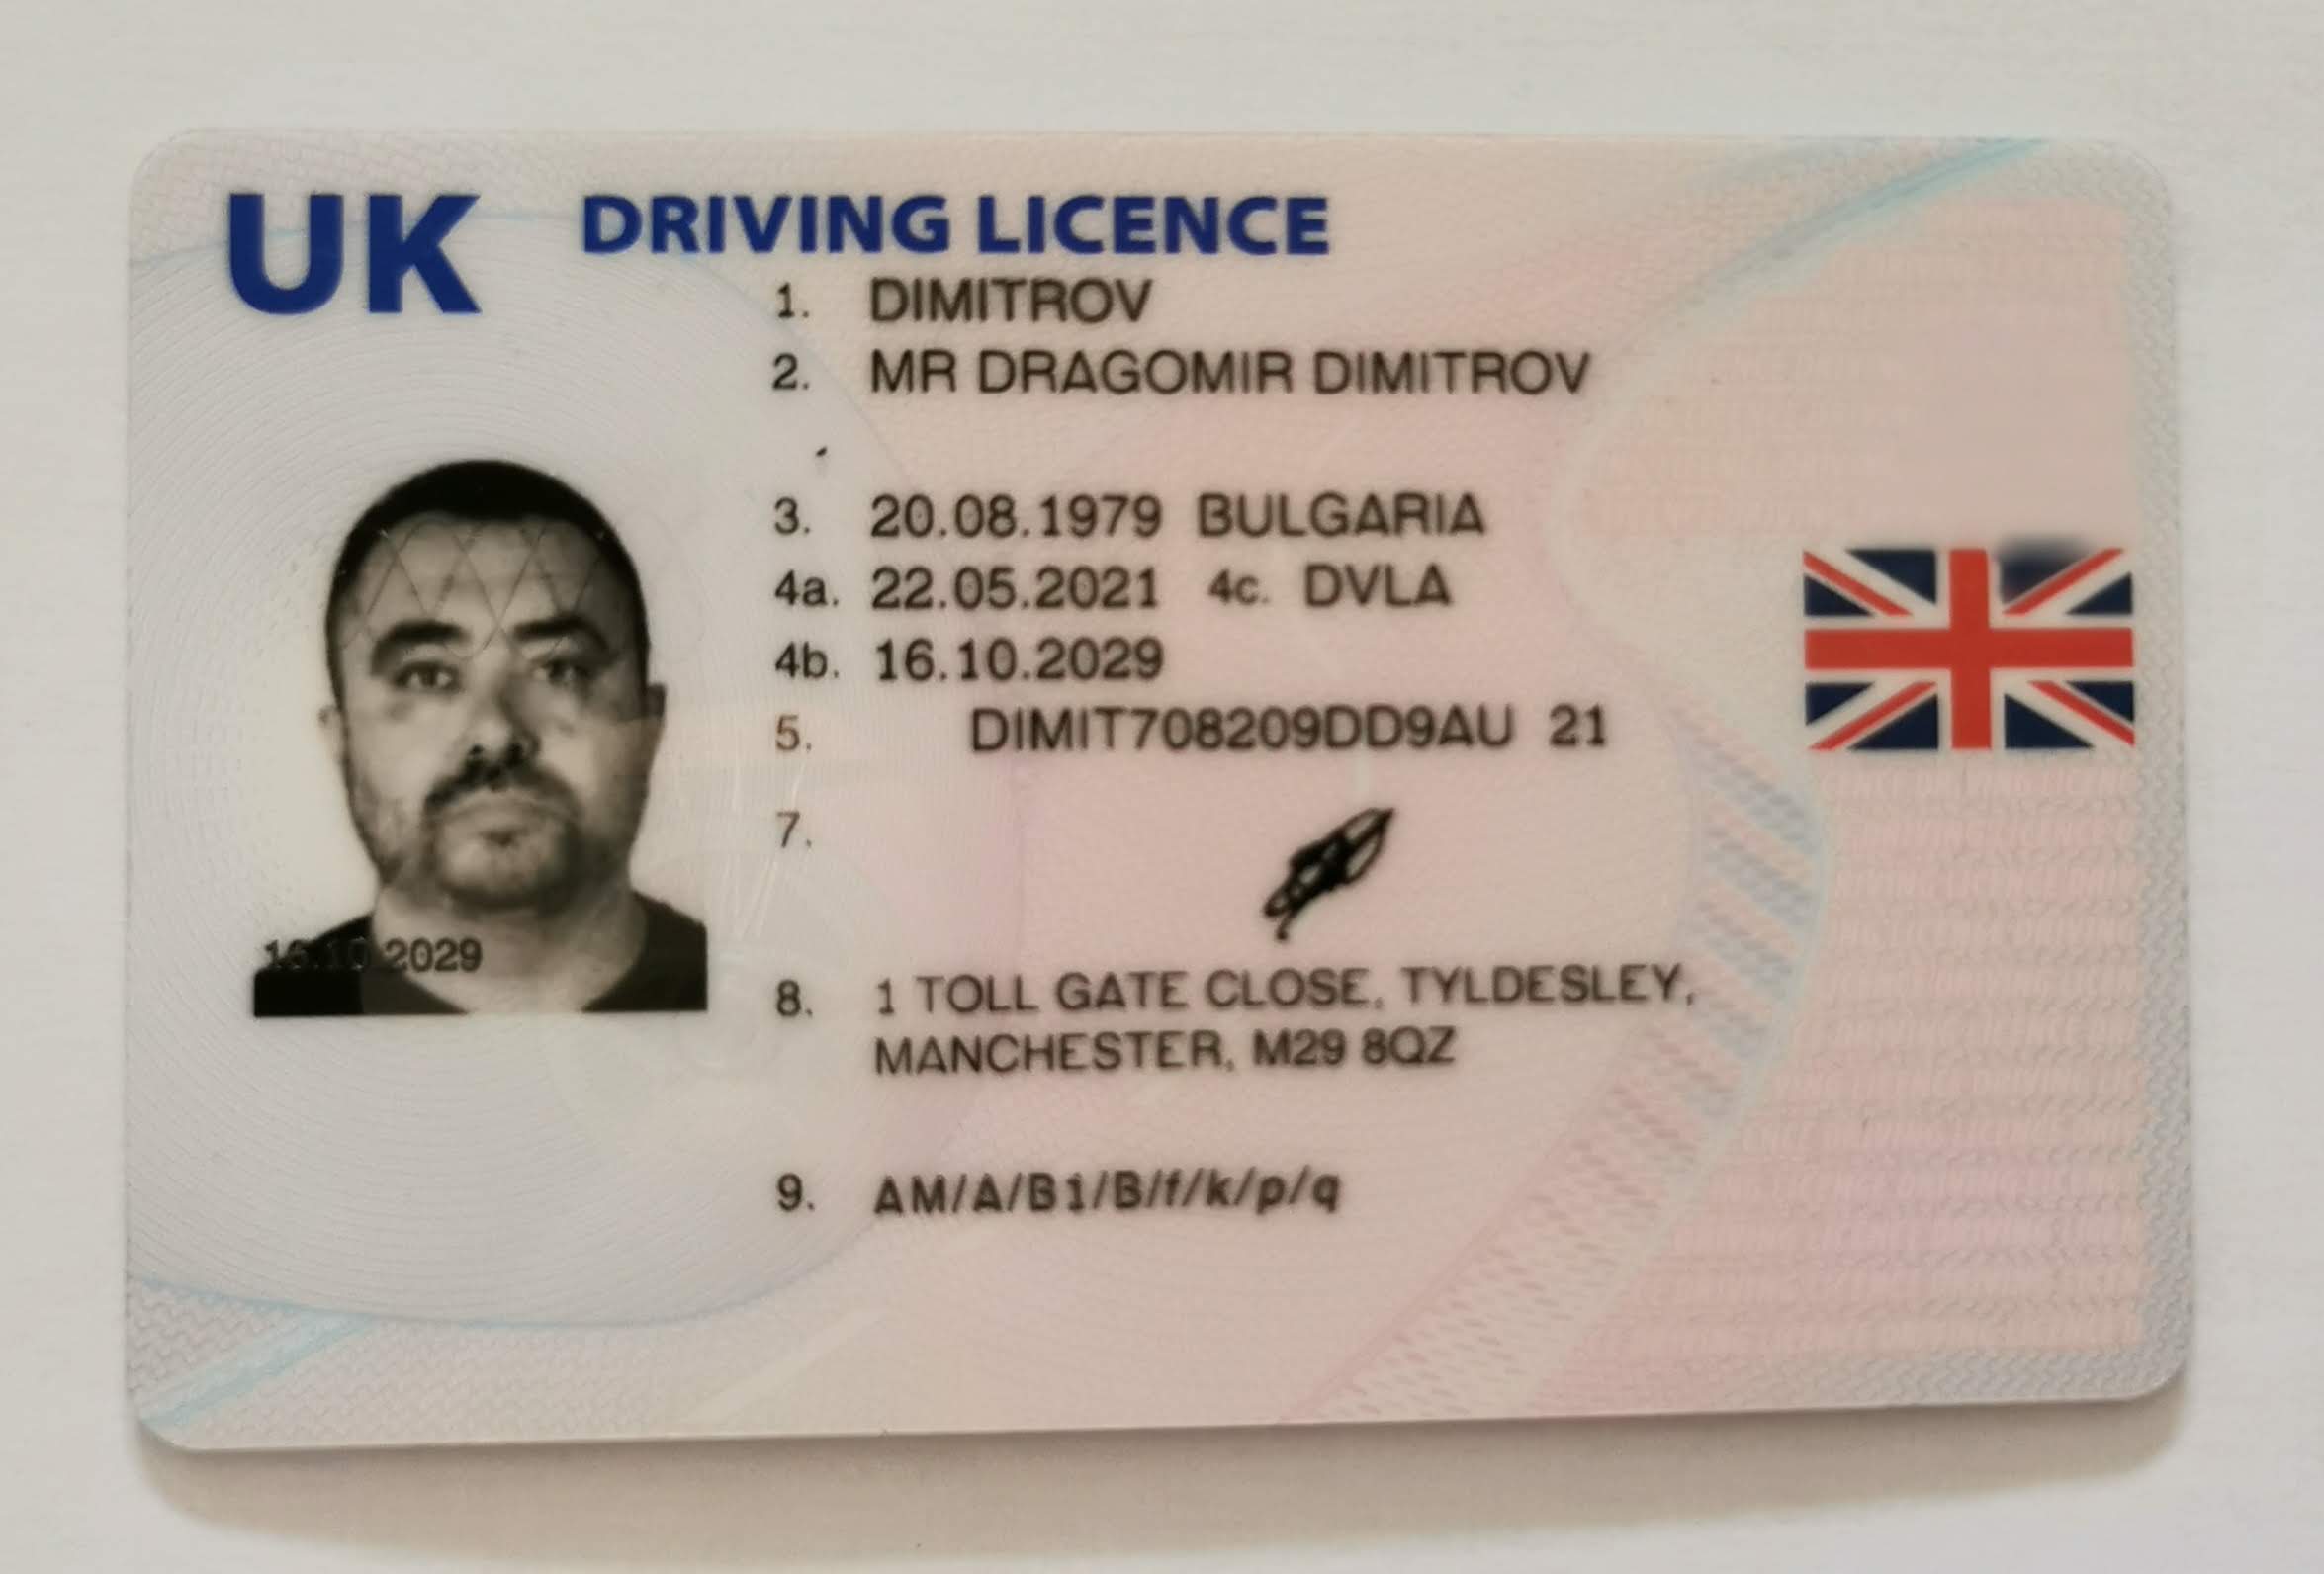 UK DRIVING LICENCE
1. DIMITROV
2. MR DRAGOMIR DIMITROV
3. 20.08.1979 BULGARIA
4a. 22.05.2021 4c. DVLA
4b. 16.10.2029
5. DIMIT708209DD9AU 21
7.
16.10.2029
8. 1 TOLL GATE CLOSE, TYLDESLEY,
MANCHESTER, M29 8QZ
9. AM/A/B1/B/f/k/p/q